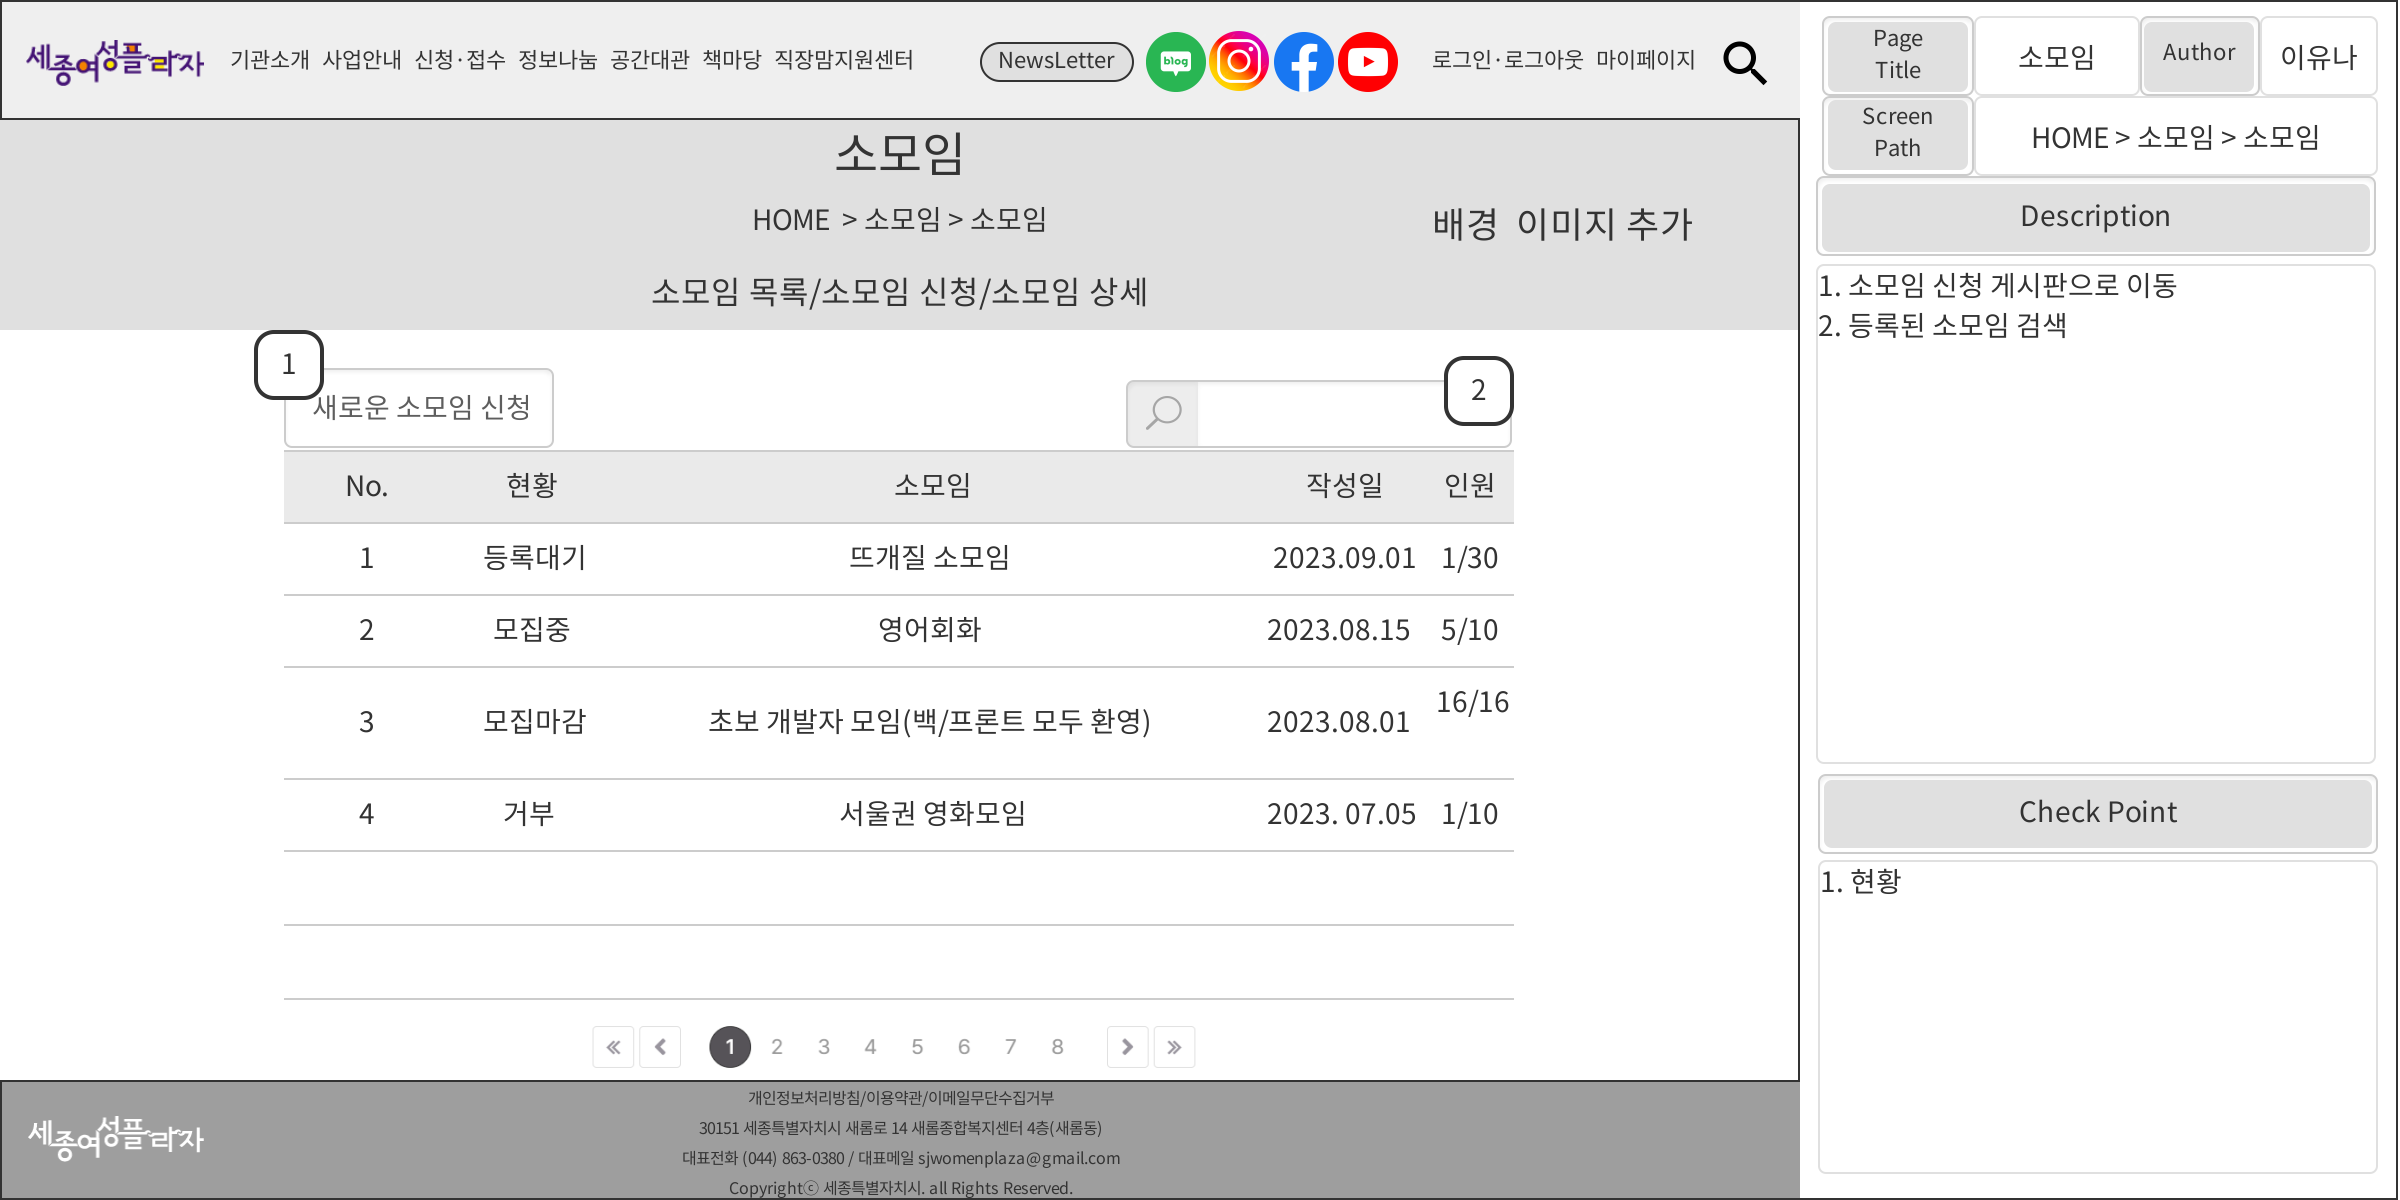 세종여성플라자 기관소개 사업안내 신청·접수 정보나눔 공간대관 책마당 직장맘지원센터 NewsLetter blog 로그인·로그아웃 마이페이지
소모임
HOME > 소모임 > 소모임
배경 이미지 추가
소모임 목록/소모임 신청/소모임 상세
1
새로운 소모임 신청
2
No. 현황 소모임 작성일 인원
1 등록대기 뜨개질 소모임 2023.09.01 1/30
2 모집중 영어회화 2023.08.15 5/10
3 모집마감 초보 개발자 모임(백/프론트 모두 환영) 2023.08.01 16/16
4 거부 서울권 영화모임 2023. 07.05 1/10
« ‹ 1 2 3 4 5 6 7 8 › »
세종여성플라자
개인정보처리방침/이용약관/이메일무단수집거부
30151 세종특별자치시 새롬로 14 새롬종합복지센터 4층(새롬동)
대표전화 (044) 863-0380 / 대표메일 sjwomenplaza@gmail.com
Copyrightⓒ 세종특별자치시. all Rights Reserved.
Page
Title
소모임
Author
이유나
Screen
Path
HOME > 소모임 > 소모임
Description
1. 소모임 신청 게시판으로 이동
2. 등록된 소모임 검색
Check Point
1. 현황